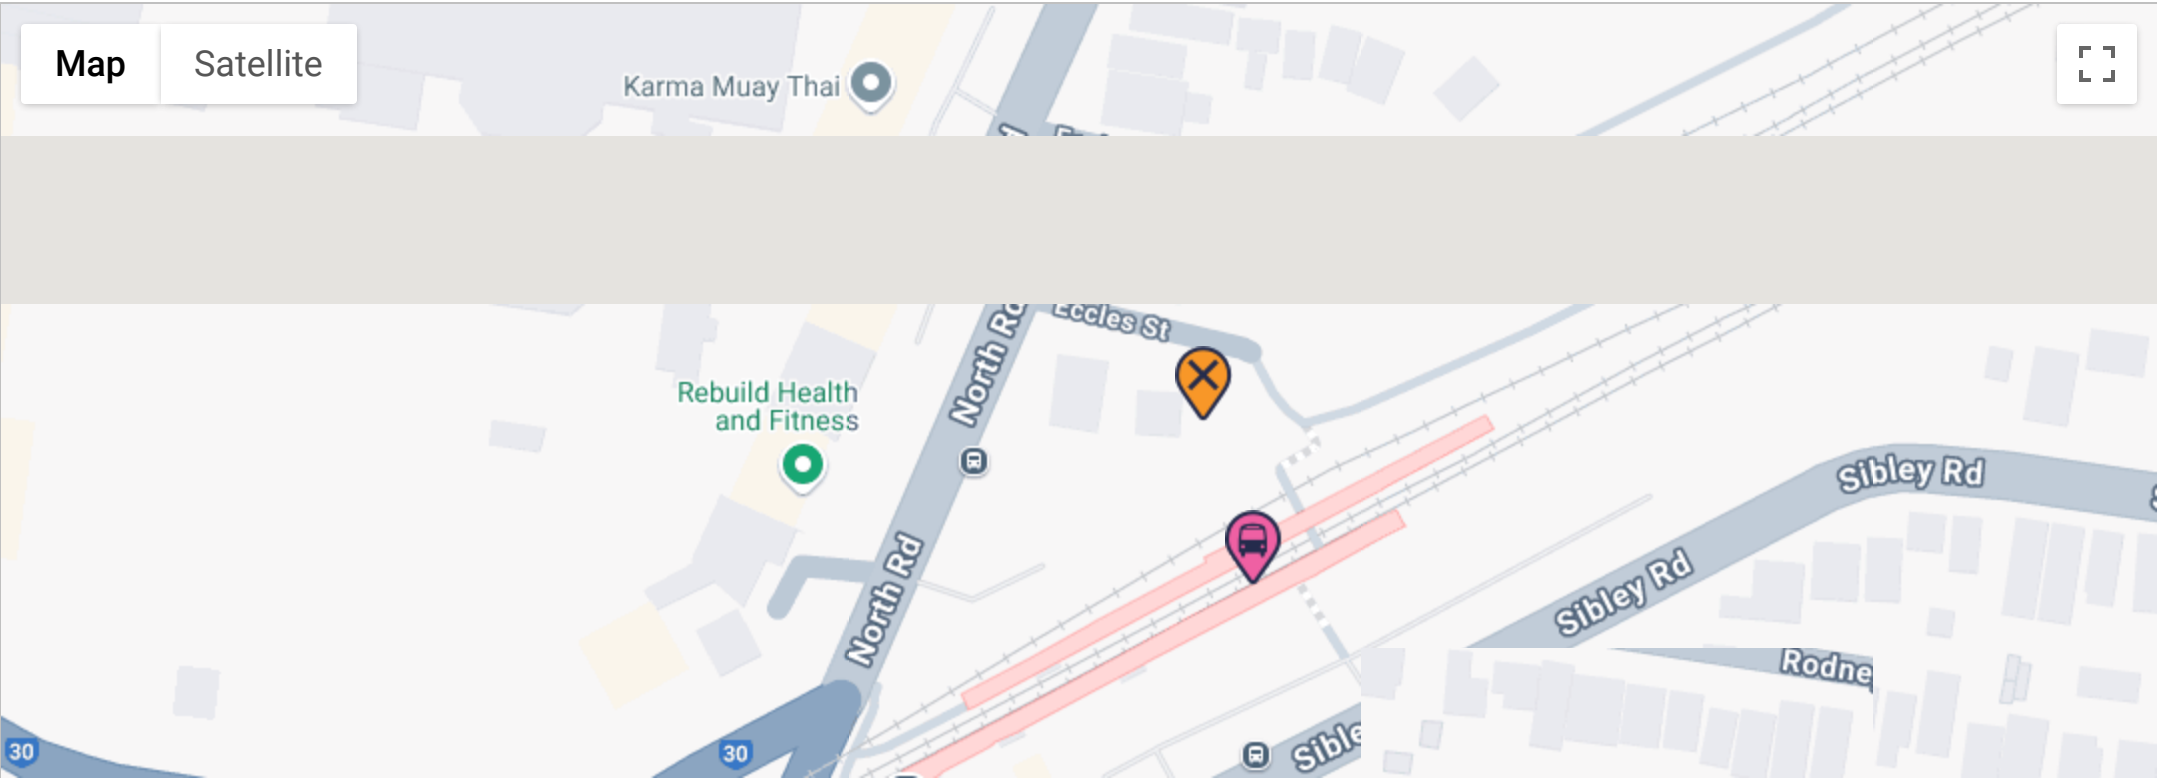 Map
Satellite
Karma Muay Thai
Eccles St
North Rd
Rebuild Health
and Fitness
North Rd
Sibley Rd
Sibley Rd
Rodne
30
30
Sible